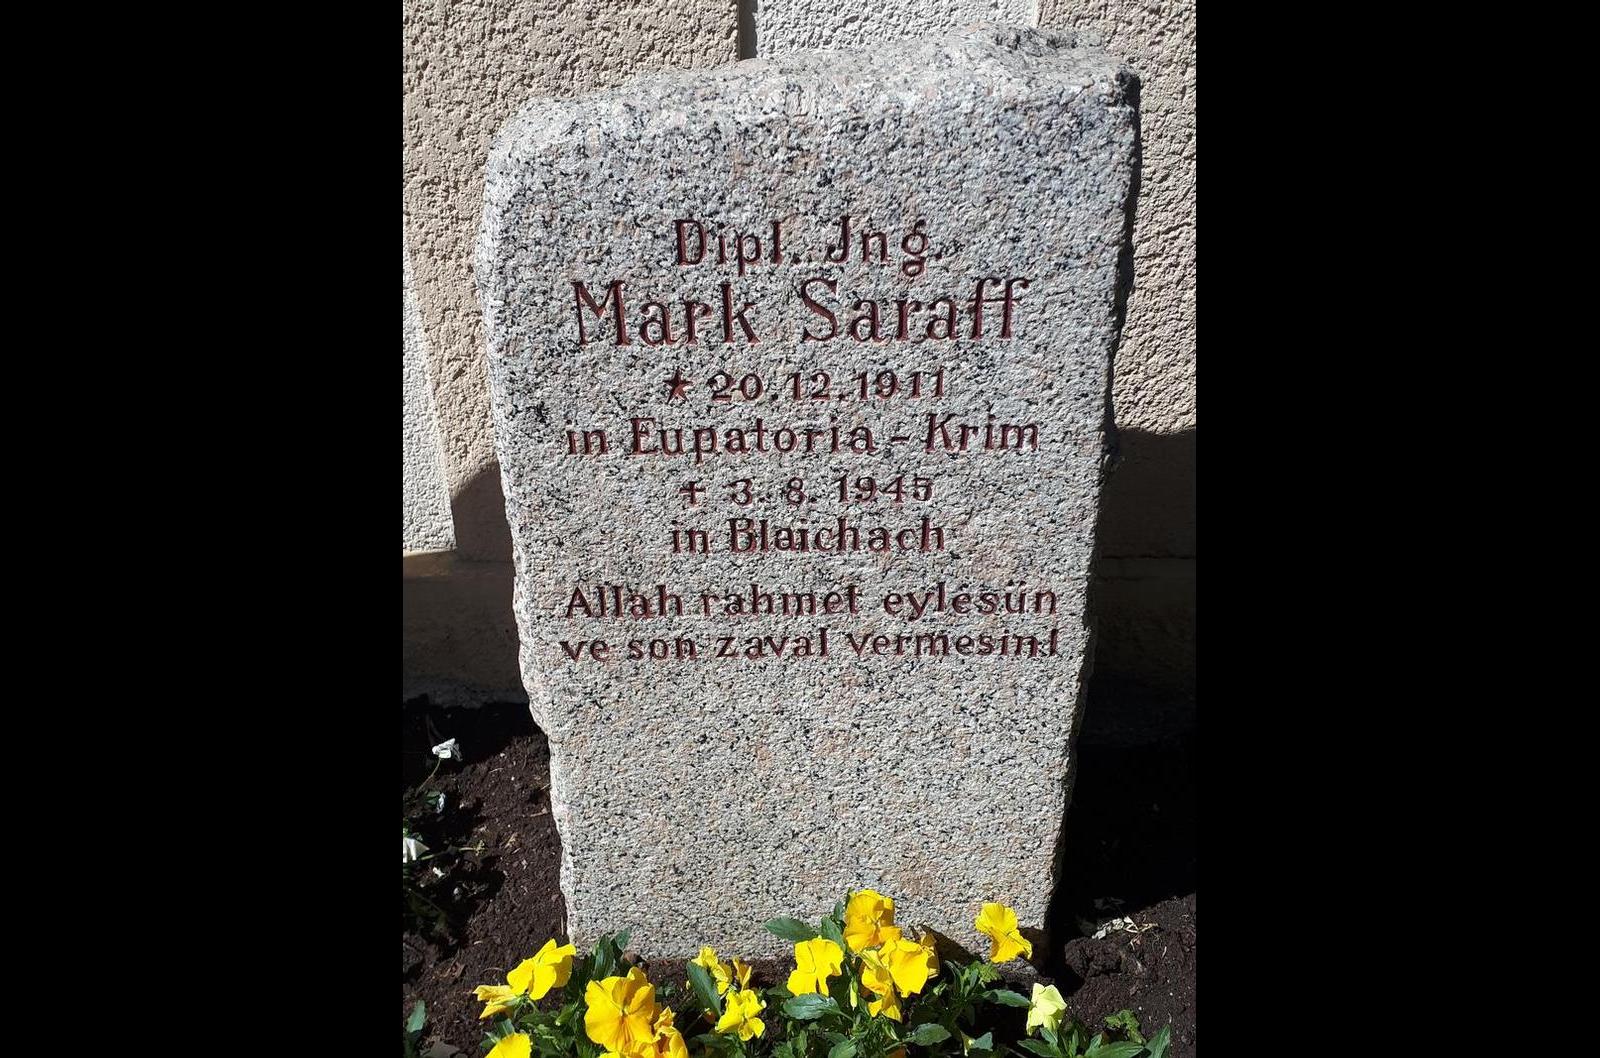 Dipl. Jng.
Mark Saraff
★ 20.12.1911
in Eupatoria - Krim
✝ 3. 8. 1945
in Blaichach
Allah rahmet eylesün
ve son zaval vermesin!